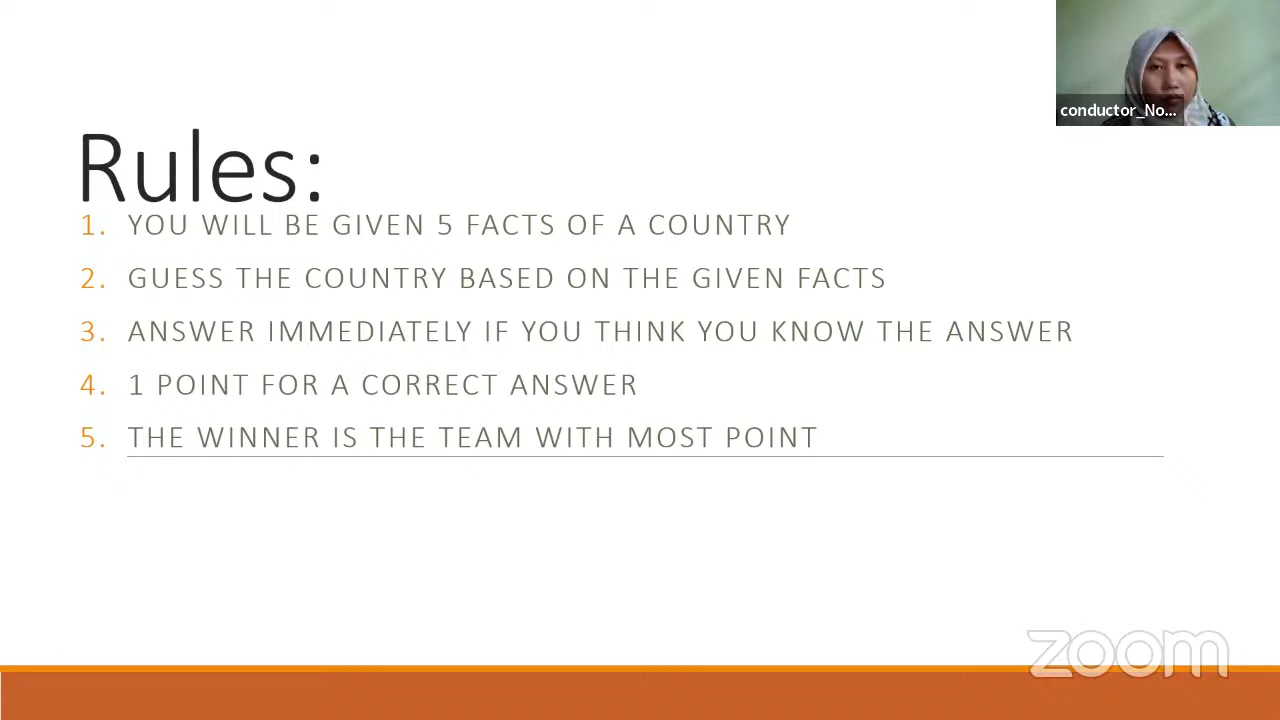 conductor_No...
Rules:
1. YOU WILL BE GIVEN 5 FACTS OF A COUNTRY
2. GUESS THE COUNTRY BASED ON THE GIVEN FACTS
3. ANSWER IMMEDIATELY IF YOU THINK YOU KNOW THE ANSWER
4. 1 POINT FOR A CORRECT ANSWER
5. THE WINNER IS THE TEAM WITH MOST POINT
zoom